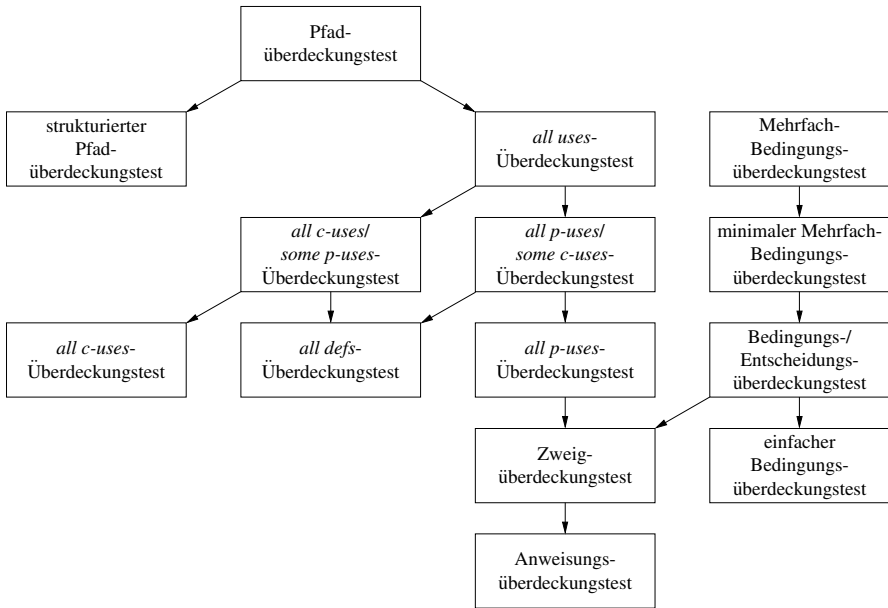 Pfad-
überdeckungstest
strukturierter
Pfad-
überdeckungstest
all uses-
Überdeckungstest
Mehrfach-
Bedingungs-
überdeckungstest
all c-uses/
some p-uses-
Überdeckungstest
all p-uses/
some c-uses-
Überdeckungstest
minimaler Mehrfach-
Bedingungs-
überdeckungstest
all c-uses-
Überdeckungstest
all defs-
Überdeckungstest
all p-uses-
Überdeckungstest
Bedingungs-/
Entscheidungs-
überdeckungstest
Zweig-
überdeckungstest
einfacher
Bedingungs-
überdeckungstest
Anweisungs-
überdeckungstest